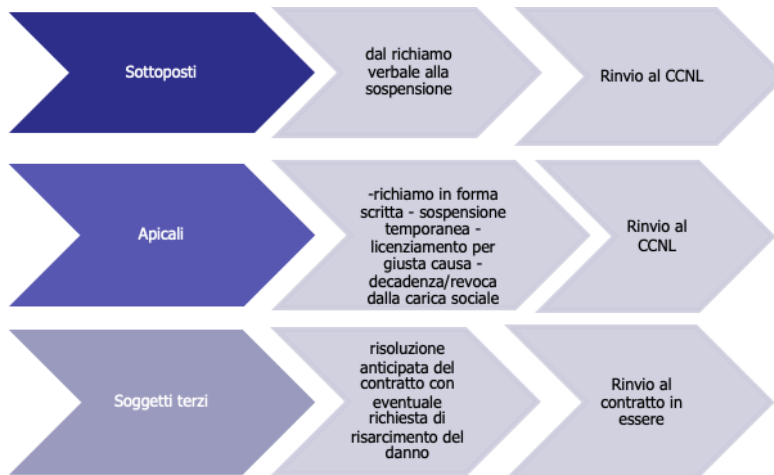 Sottoposti
dal richiamo
verbale alla
sospensione
Rinvio al CCNL
Apicali
-richiamo in forma
scritta - sospensione
temporanea -
licenziamento per
giusta causa -
decadenza/revoca
dalla carica sociale
Rinvio al
CCNL
Soggetti terzi
risoluzione
anticipata del
contratto con
eventuale
richiesta di
risarcimento del
danno
Rinvio al
contratto in
essere